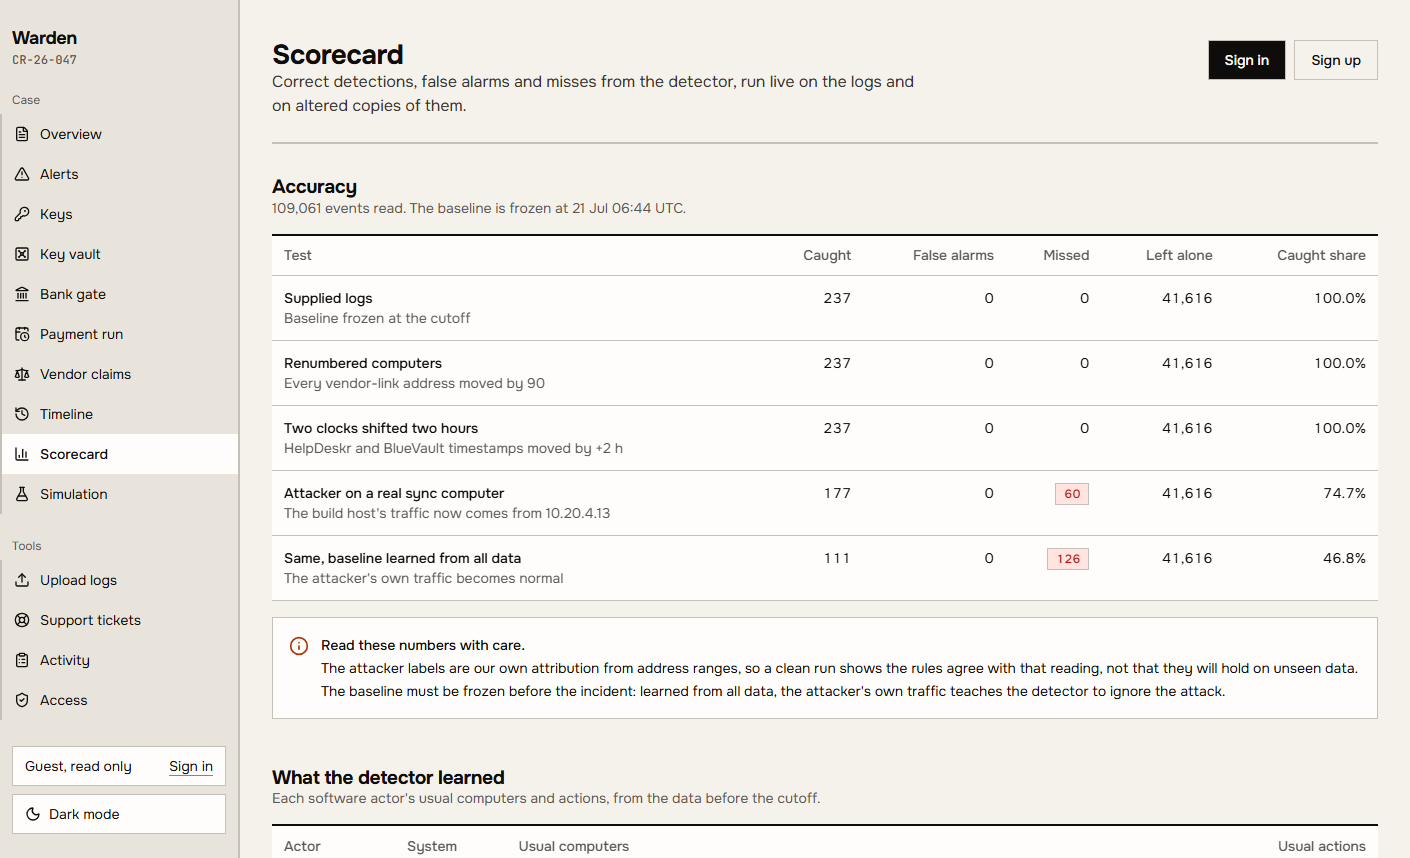 Warden
CR-26-047
Case
Overview
Alerts
Keys
Key vault
Bank gate
Payment run
Vendor claims
Timeline
Scorecard
Simulation
Tools
Upload logs
Support tickets
Activity
Access
Guest, read only Sign in
Dark mode
Scorecard
Correct detections, false alarms and misses from the detector, run live on the logs and
on altered copies of them.
Sign in Sign up
Accuracy
109,061 events read. The baseline is frozen at 21 Jul 06:44 UTC.
Test Caught False alarms Missed Left alone Caught share
Supplied logs 237 0 0 41,616 100.0%
Baseline frozen at the cutoff
Renumbered computers 237 0 0 41,616 100.0%
Every vendor-link address moved by 90
Two clocks shifted two hours 237 0 0 41,616 100.0%
HelpDeskr and BlueVault timestamps moved by +2 h
Attacker on a real sync computer 177 0 60 41,616 74.7%
The build host's traffic now comes from 10.20.4.13
Same, baseline learned from all data 111 0 126 41,616 46.8%
The attacker's own traffic becomes normal
Read these numbers with care.
The attacker labels are our own attribution from address ranges, so a clean run shows the rules agree with that reading, not that they will hold on unseen data.
The baseline must be frozen before the incident: learned from all data, the attacker's own traffic teaches the detector to ignore the attack.
What the detector learned
Each software actor's usual computers and actions, from the data before the cutoff.
Actor System Usual computers Usual actions